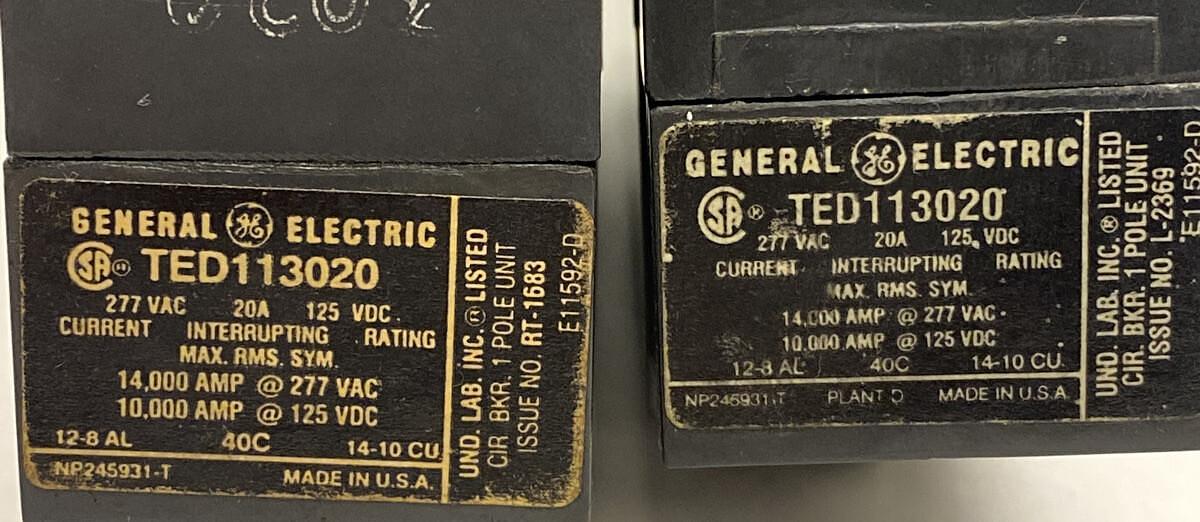 GENERAL GE ELECTRIC
SA ® TED113020
277 VAC 20A 125 VDC
CURRENT INTERRUPTING RATING
MAX. RMS. SYM.
14,000 AMP @ 277 VAC
10,000 AMP @ 125 VDC
12-8 AL 40C 14-10 CU
NP245931-T MADE IN U.S.A.
UND. LAB. INC.® LISTED
CIR BKR. 1 POLE UNIT
ISSUE NO. RT-1683
E11592-D
GENERAL GE ELECTRIC
SA ® TED113020
277 VAC 20A 125 VDC
CURRENT INTERRUPTING RATING
MAX. RMS. SYM.
14,000 AMP @ 277 VAC
10,000 AMP @ 125 VDC
12-8 AL 40C 14-10 CU
NP245931-T PLANT D MADE IN U.S.A.
UND. LAB. INC.® LISTED
CIR. BKR. 1 POLE UNIT
ISSUE NO. L-2369
E11592-D